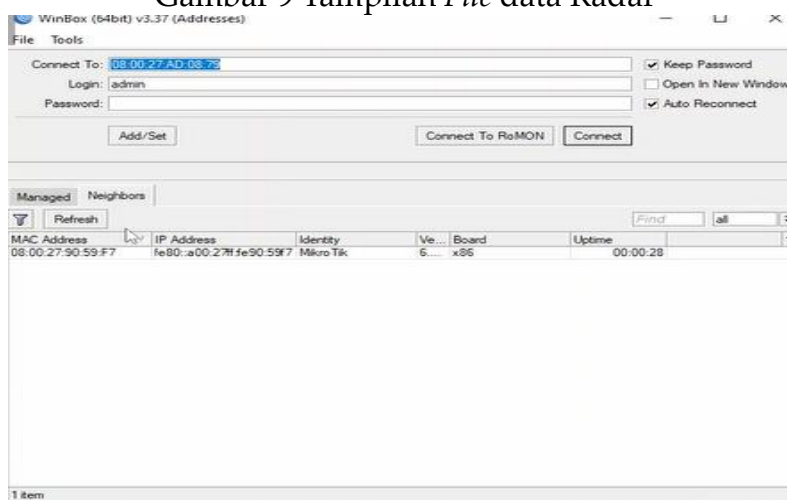 Gambar 9 Tampilan File data Radar
WinBox (64bit) v3.37 (Addresses)
File Tools
Connect To: 08:00:27:AD:08:79
Keep Password
Login: admin
Open In New Window
Password:
Auto Reconnect
Add/Set Connect To RoMON Connect
Managed Neighbors
Refresh Find all
MAC Address IP Address Identity Ve... Board Uptime
08:00:27:90:59:F7 fe80::a00:27ff:fe90:59f7 MikroTik 6.... x86 00:00:28
1 item